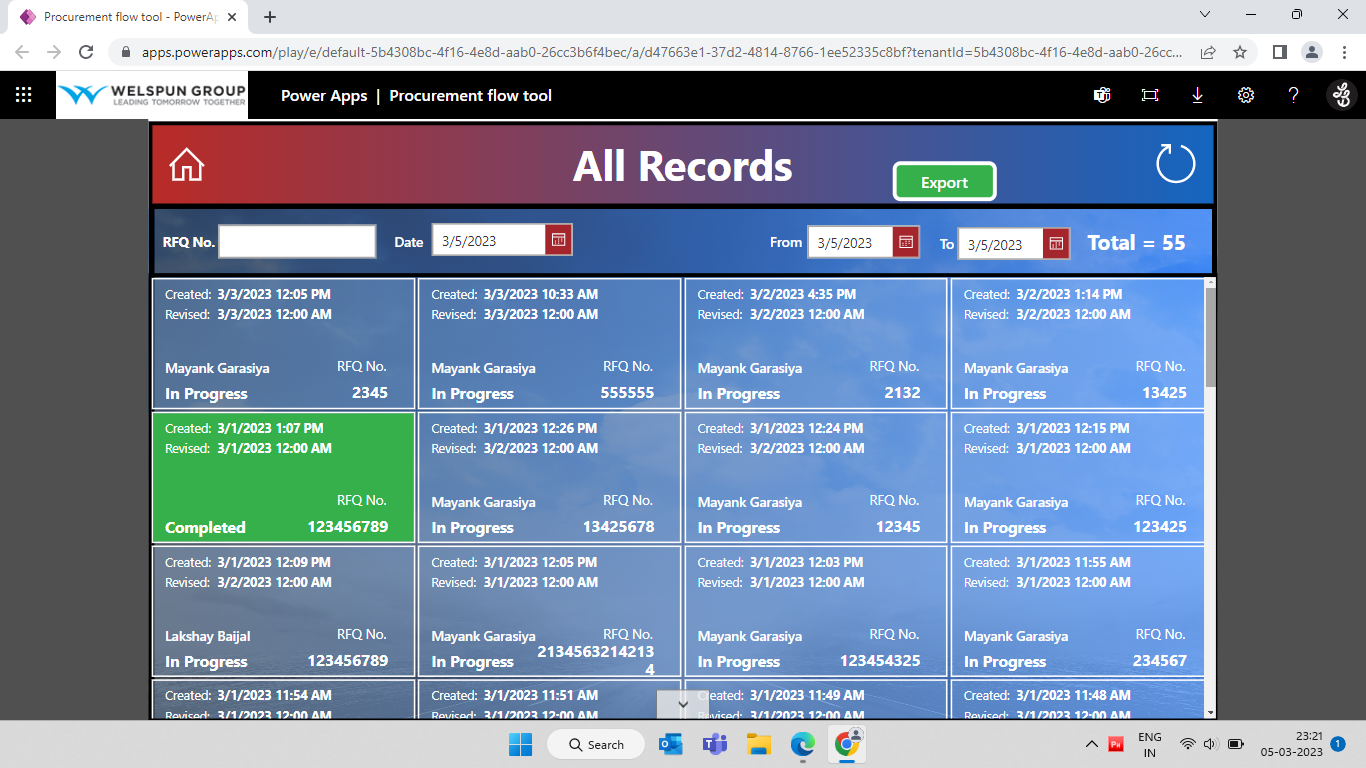 Procurement flow tool - PowerAp
apps.powerapps.com/play/e/default-5b4308bc-4f16-4e8d-aab0-26cc3b6f4bec/a/d47663e1-37d2-4814-8766-1ee52335c8bf?tenantId=5b4308bc-4f16-4e8d-aab0-26cc...
WELSPUN GROUP
LEADING TOMORROW TOGETHER
Power Apps | Procurement flow tool
All Records
Export
RFQ No. Date 3/5/2023 From 3/5/2023 To 3/5/2023 Total = 55
Created: 3/3/2023 12:05 PM
Revised: 3/3/2023 12:00 AM
Mayank Garasiya RFQ No.
In Progress 2345
Created: 3/3/2023 10:33 AM
Revised: 3/3/2023 12:00 AM
Mayank Garasiya RFQ No.
In Progress 555555
Created: 3/2/2023 4:35 PM
Revised: 3/2/2023 12:00 AM
Mayank Garasiya RFQ No.
In Progress 2132
Created: 3/2/2023 1:14 PM
Revised: 3/2/2023 12:00 AM
Mayank Garasiya RFQ No.
In Progress 13425
Created: 3/1/2023 1:07 PM
Revised: 3/1/2023 12:00 AM
RFQ No.
Completed 123456789
Created: 3/1/2023 12:26 PM
Revised: 3/2/2023 12:00 AM
Mayank Garasiya RFQ No.
In Progress 13425678
Created: 3/1/2023 12:24 PM
Revised: 3/2/2023 12:00 AM
Mayank Garasiya RFQ No.
In Progress 12345
Created: 3/1/2023 12:15 PM
Revised: 3/1/2023 12:00 AM
Mayank Garasiya RFQ No.
In Progress 123425
Created: 3/1/2023 12:09 PM
Revised: 3/2/2023 12:00 AM
Lakshay Baijal RFQ No.
In Progress 123456789
Created: 3/1/2023 12:05 PM
Revised: 3/1/2023 12:00 AM
Mayank Garasiya RFQ No.
In Progress 2134563214213
4
Created: 3/1/2023 12:03 PM
Revised: 3/1/2023 12:00 AM
Mayank Garasiya RFQ No.
In Progress 123454325
Created: 3/1/2023 11:55 AM
Revised: 3/1/2023 12:00 AM
Mayank Garasiya RFQ No.
In Progress 234567
Created: 3/1/2023 11:54 AM
Revised: 3/1/2023 12:00 AM
Created: 3/1/2023 11:51 AM
Revised: 3/1/2023 12:00 AM
Created: 3/1/2023 11:49 AM
Revised: 3/1/2023 12:00 AM
Created: 3/1/2023 11:48 AM
Revised: 3/1/2023 12:00 AM
Search
ENG
IN
23:21
05-03-2023
1